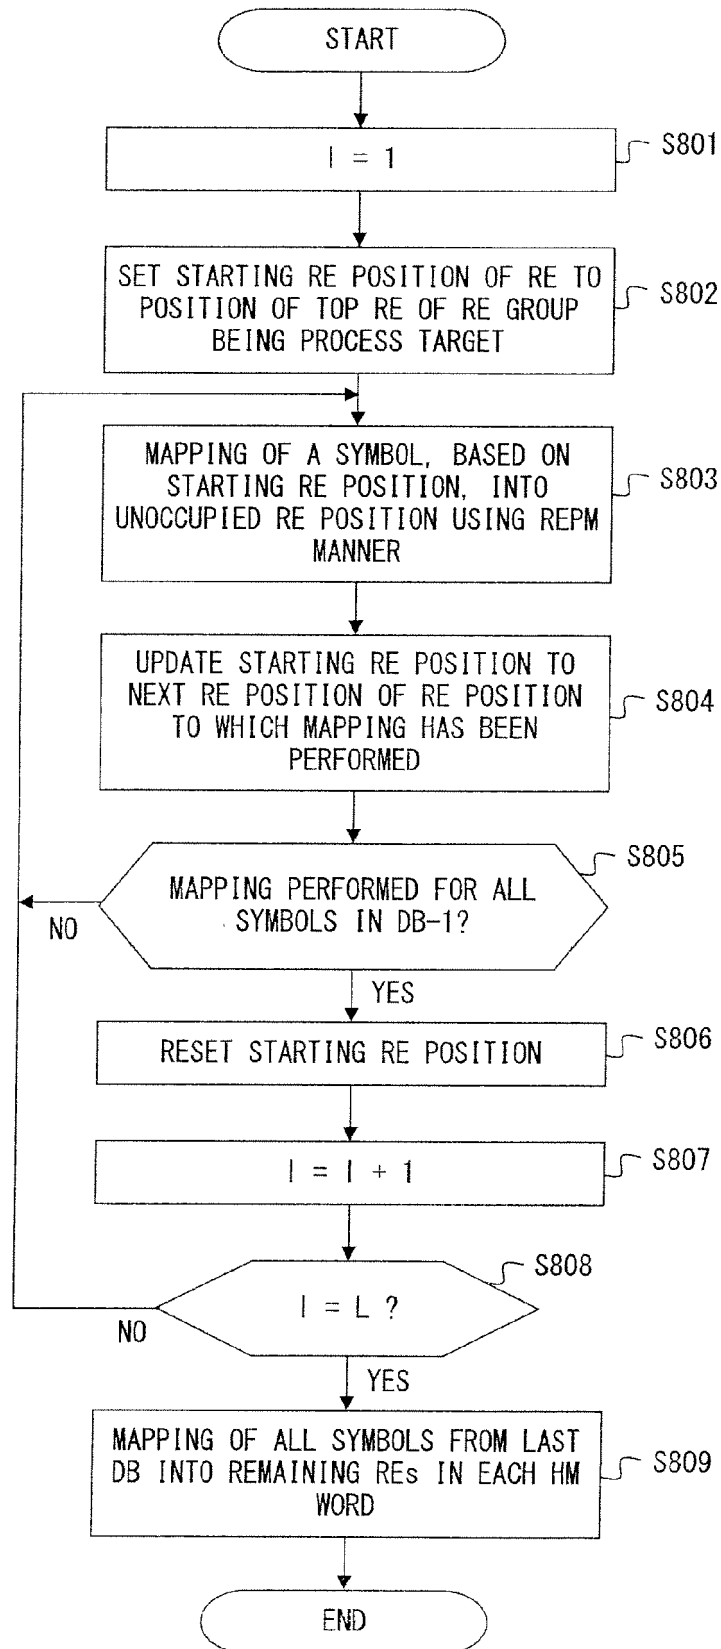 START
I = 1
S801
SET STARTING RE POSITION OF RE TO
POSITION OF TOP RE OF RE GROUP
BEING PROCESS TARGET
S802
MAPPING OF A SYMBOL, BASED ON
STARTING RE POSITION, INTO
UNOCCUPIED RE POSITION USING REPM
MANNER
S803
UPDATE STARTING RE POSITION TO
NEXT RE POSITION OF RE POSITION
TO WHICH MAPPING HAS BEEN
PERFORMED
S804
MAPPING PERFORMED FOR ALL
SYMBOLS IN DB-1?
S805
NO
YES
RESET STARTING RE POSITION
S806
I = I + 1
S807
I = L ?
S808
NO
YES
MAPPING OF ALL SYMBOLS FROM LAST
DB INTO REMAINING REs IN EACH HM
WORD
S809
END